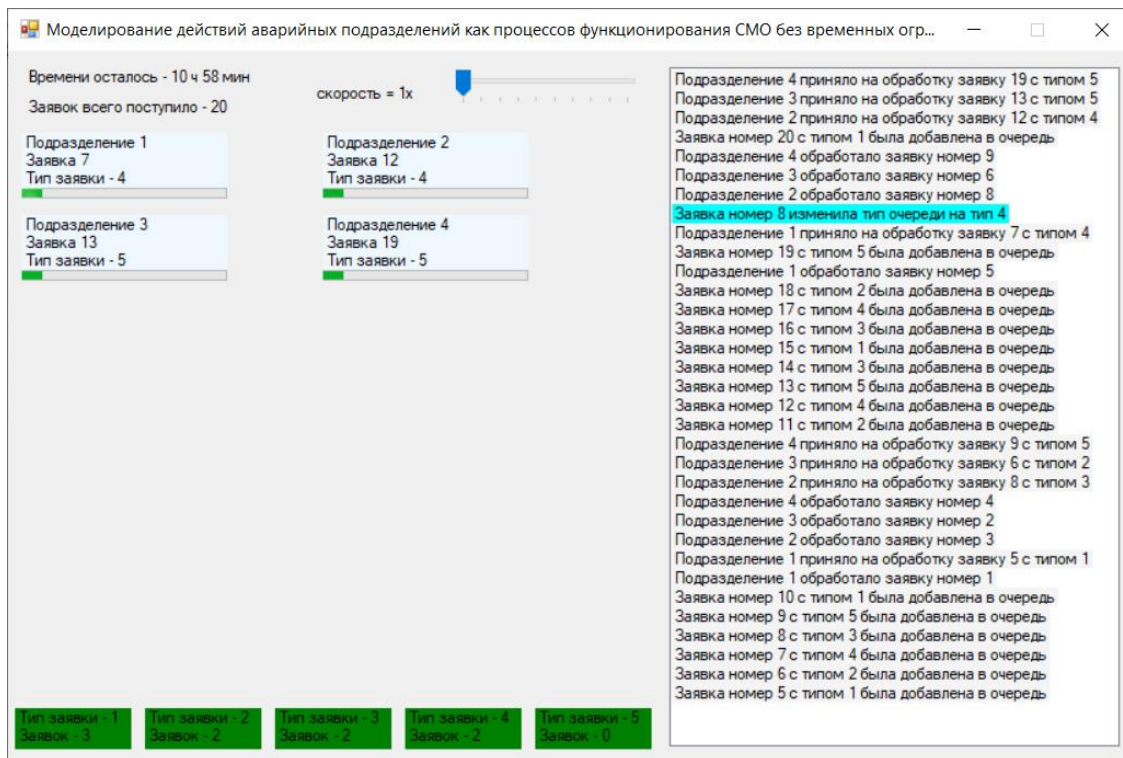 Моделирование действий аварийных подразделений как процессов функционирования СМО без временных огр...
Времени осталось - 10 ч 58 мин
Заявок всего поступило - 20
скорость = 1x
Подразделение 1
Заявка 7
Тип заявки - 4
Подразделение 2
Заявка 12
Тип заявки - 4
Подразделение 3
Заявка 13
Тип заявки - 5
Подразделение 4
Заявка 19
Тип заявки - 5
Тип заявки - 1
Заявок - 3
Тип заявки - 2
Заявок - 2
Тип заявки - 3
Заявок - 2
Тип заявки - 4
Заявок - 2
Тип заявки - 5
Заявок - 0
Подразделение 4 приняло на обработку заявку 19 с типом 5
Подразделение 3 приняло на обработку заявку 13 с типом 5
Подразделение 2 приняло на обработку заявку 12 с типом 4
Заявка номер 20 с типом 1 была добавлена в очередь
Подразделение 4 обработало заявку номер 9
Подразделение 3 обработало заявку номер 6
Подразделение 2 обработало заявку номер 8
Заявка номер 8 изменила тип очереди на тип 4
Подразделение 1 приняло на обработку заявку 7 с типом 4
Заявка номер 19 с типом 5 была добавлена в очередь
Подразделение 1 обработало заявку номер 5
Заявка номер 18 с типом 2 была добавлена в очередь
Заявка номер 17 с типом 4 была добавлена в очередь
Заявка номер 16 с типом 3 была добавлена в очередь
Заявка номер 15 с типом 1 была добавлена в очередь
Заявка номер 14 с типом 3 была добавлена в очередь
Заявка номер 13 с типом 5 была добавлена в очередь
Заявка номер 12 с типом 4 была добавлена в очередь
Заявка номер 11 с типом 2 была добавлена в очередь
Подразделение 4 приняло на обработку заявку 9 с типом 5
Подразделение 3 приняло на обработку заявку 6 с типом 2
Подразделение 2 приняло на обработку заявку 8 с типом 3
Подразделение 4 обработало заявку номер 4
Подразделение 3 обработало заявку номер 2
Подразделение 2 обработало заявку номер 3
Подразделение 1 приняло на обработку заявку 5 с типом 1
Подразделение 1 обработало заявку номер 1
Заявка номер 10 с типом 1 была добавлена в очередь
Заявка номер 9 с типом 5 была добавлена в очередь
Заявка номер 8 с типом 3 была добавлена в очередь
Заявка номер 7 с типом 4 была добавлена в очередь
Заявка номер 6 с типом 2 была добавлена в очередь
Заявка номер 5 с типом 1 была добавлена в очередь